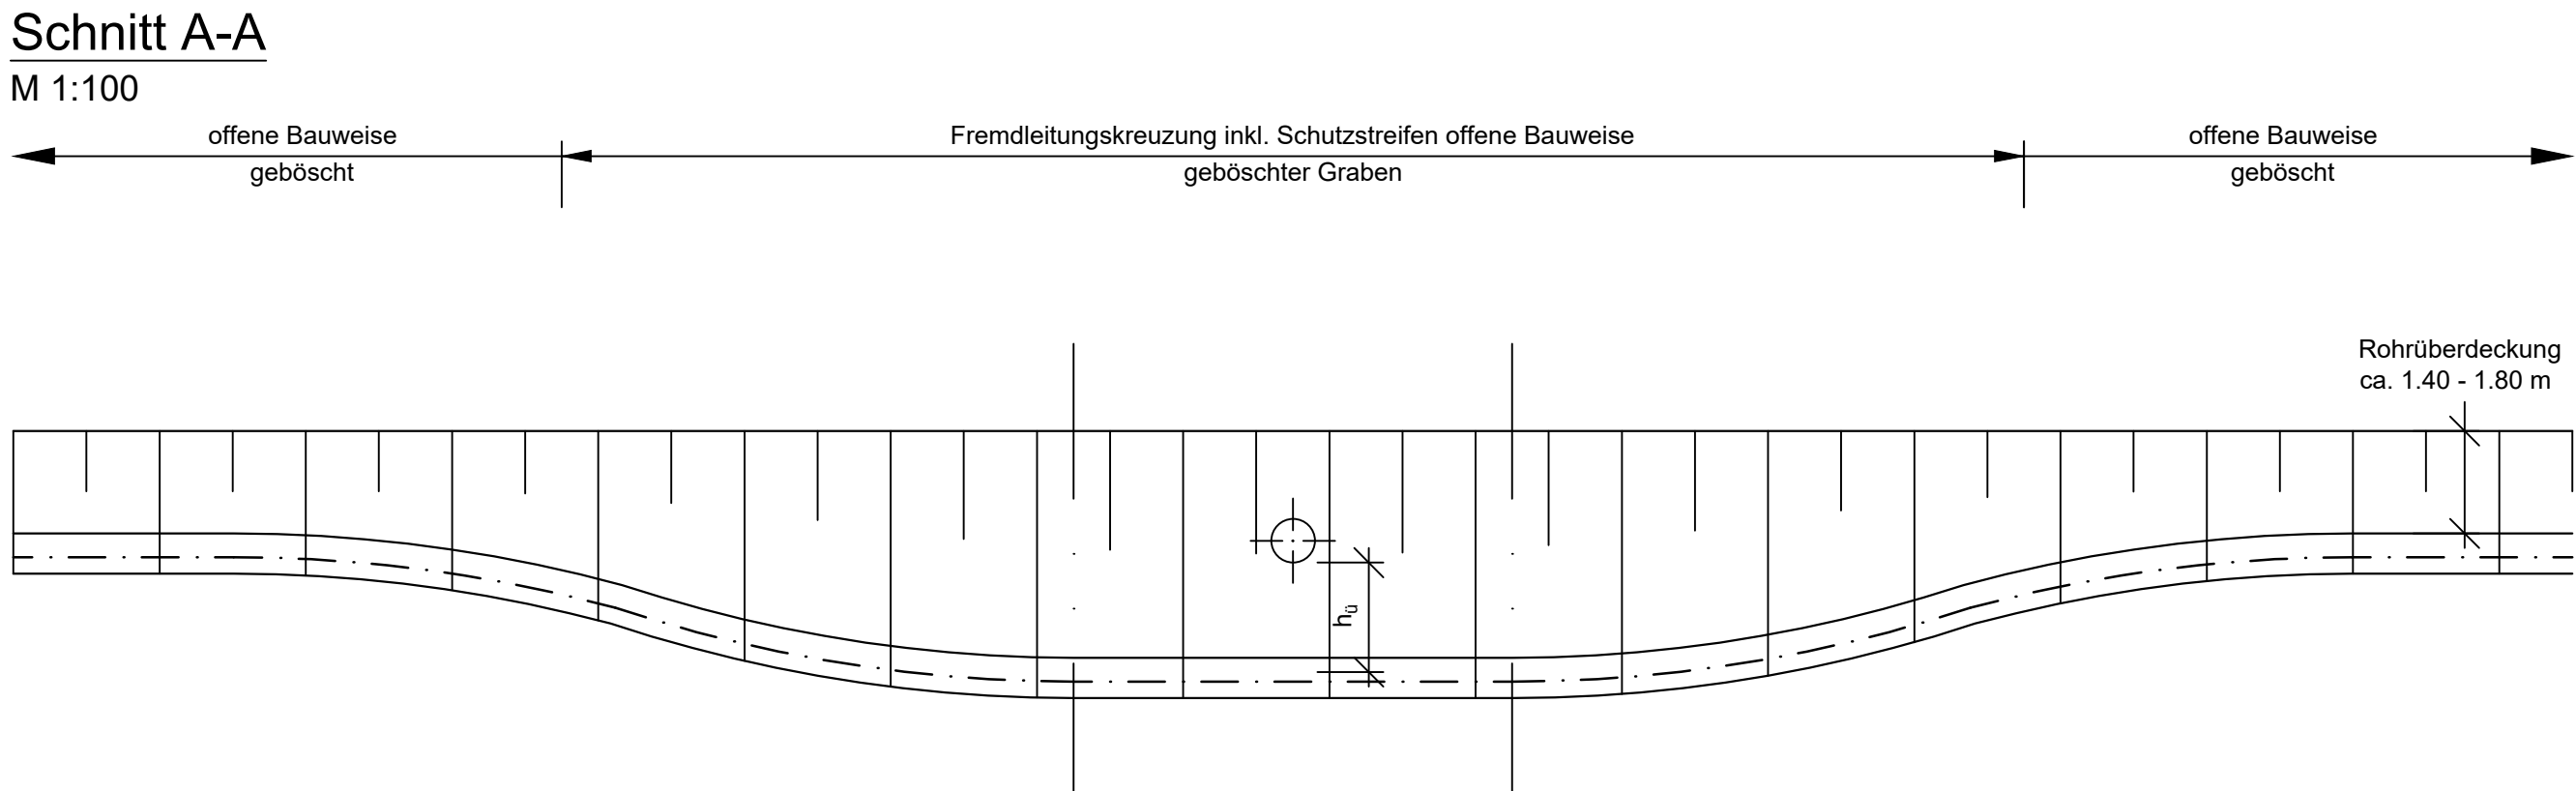 Schnitt A-A
M 1:100
offene Bauweise
geböscht
Fremdleitungskreuzung inkl. Schutzstreifen offene Bauweise
geböschter Graben
offene Bauweise
geböscht
Rohrüberdeckung
ca. 1.40 - 1.80 m
hü